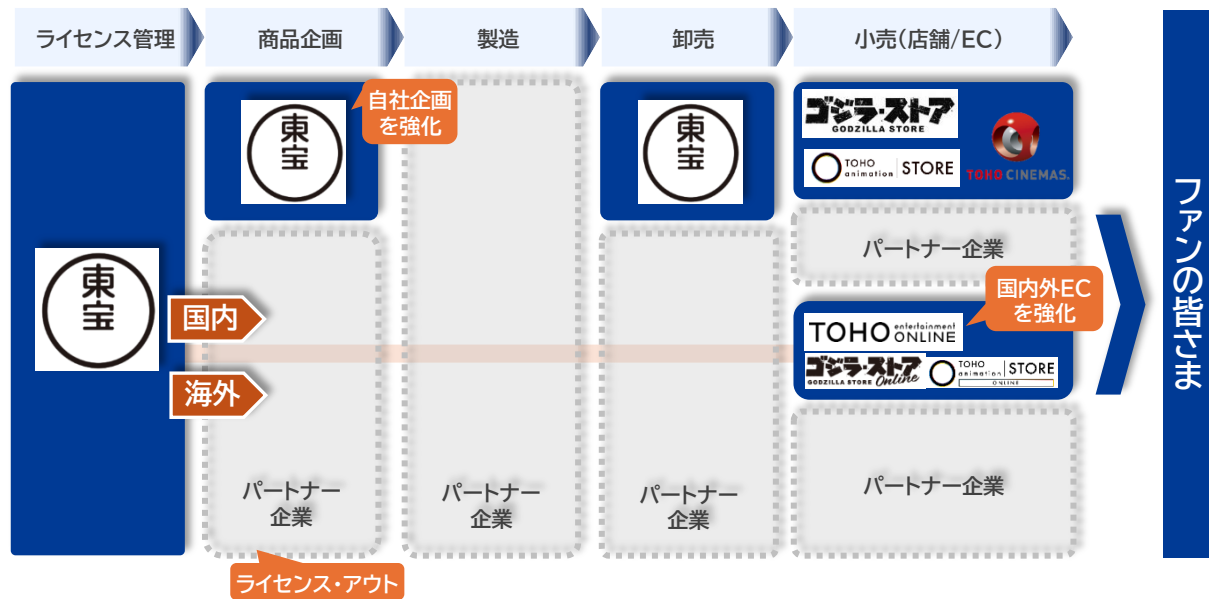 ライセンス管理
商品企画
製造
卸売
小売(店舗/EC)
東宝
自社企画
を強化
東宝
ゴジラ・ストア
GODZILLA STORE
TOHO
animation
STORE
TOHO CINEMAS.
パートナー企業
東宝
国内
海外
国内外EC
を強化
TOHO entertainment
ONLINE
ゴジラ・ストア
GODZILLA STORE Online
TOHO
animation
STORE
ONLINE
パートナー
企業
パートナー
企業
パートナー
企業
パートナー企業
ライセンス・アウト
ファンの皆さま